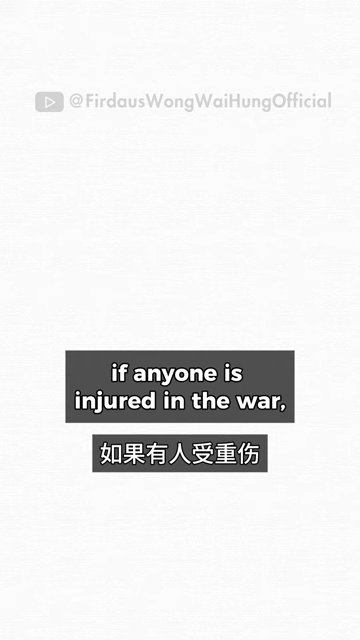 @FirdausWongWaiHungOfficial
if anyone is
injured in the war,
如果有人受重伤